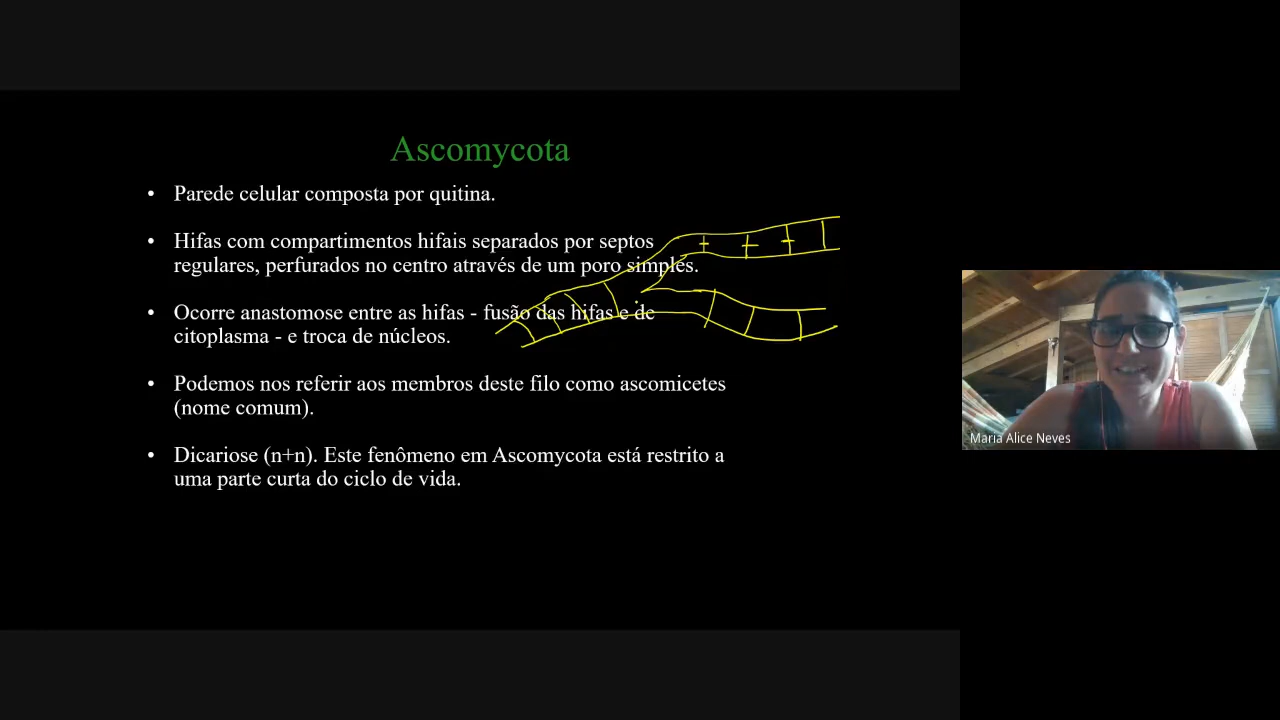 Ascomycota
• Parede celular composta por quitina.
• Hifas com compartimentos hifais separados por septos
regulares, perfurados no centro através de um poro simples.
• Ocorre anastomose entre as hifas - fusão das hifas e de
citoplasma - e troca de núcleos.
• Podemos nos referir aos membros deste filo como ascomicetes
(nome comum).
• Dicariose (n+n). Este fenômeno em Ascomycota está restrito a
uma parte curta do ciclo de vida.
Maria Alice Neves